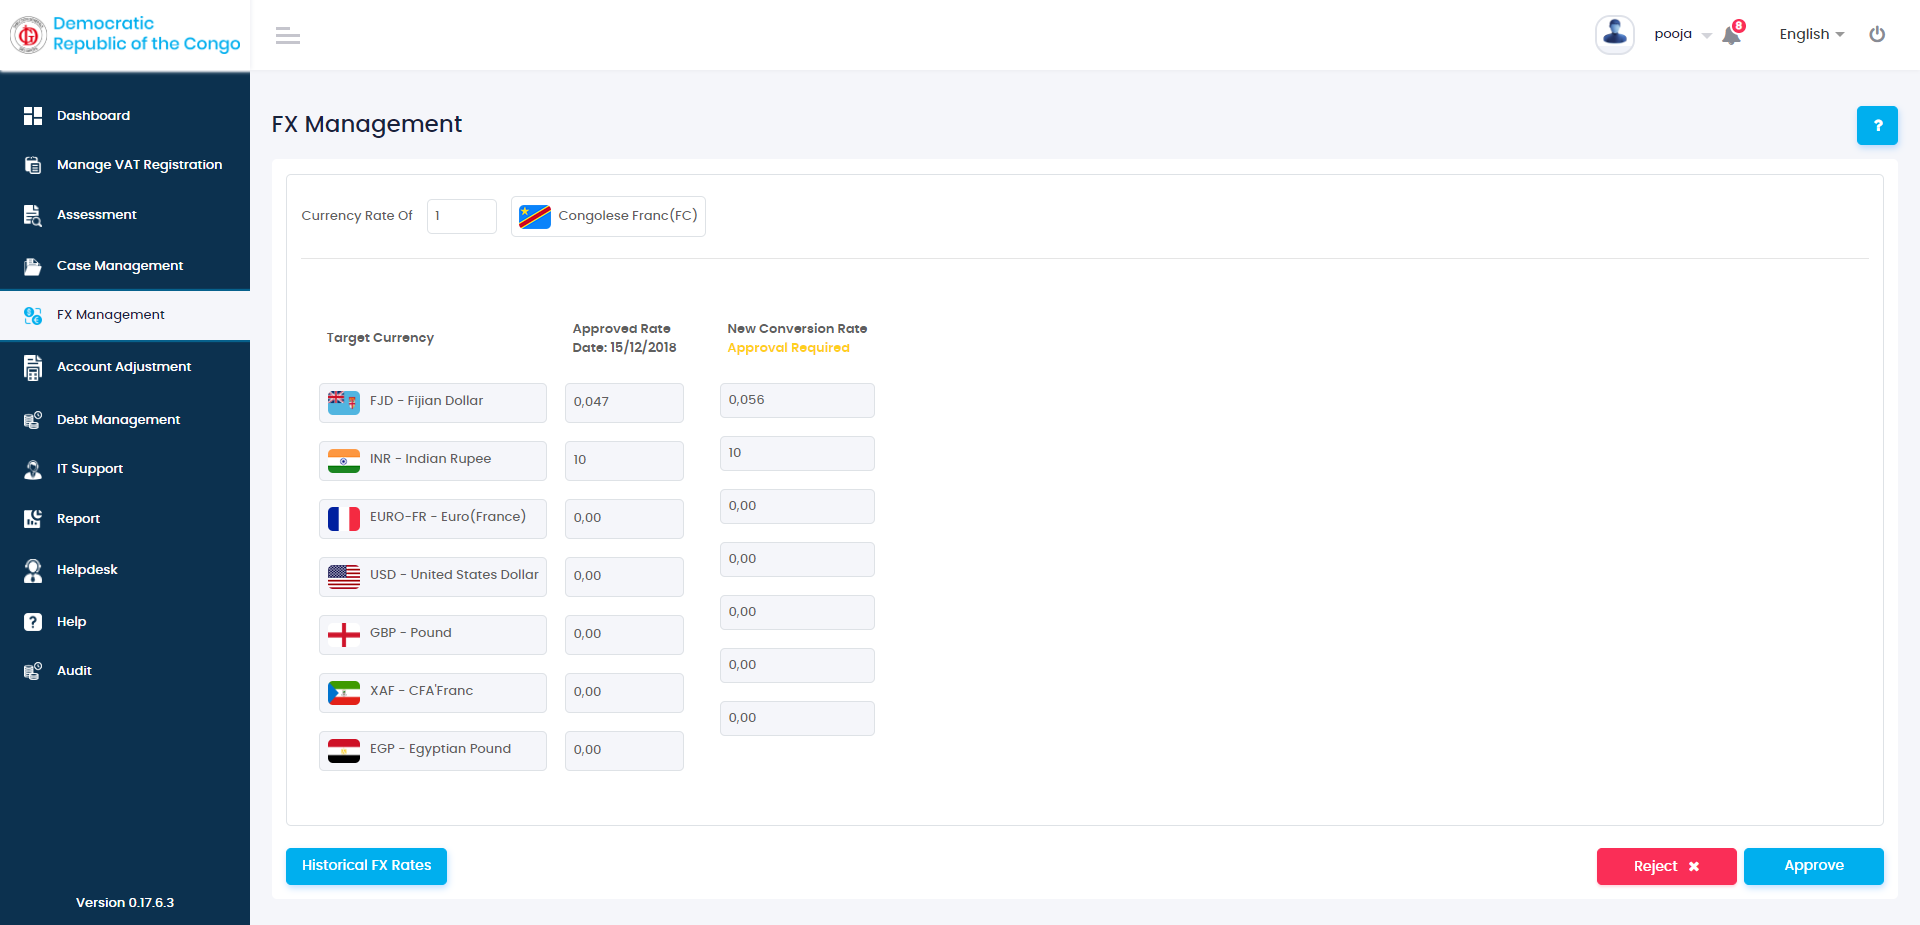 Democratic
Republic of the Congo
pooja
8
English
Dashboard
Manage VAT Registration
Assessment
Case Management
FX Management
Account Adjustment
Debt Management
IT Support
Report
Helpdesk
Help
Audit
Version 0.17.6.3
FX Management
?
Currency Rate Of 1 Congolese Franc(FC)
Target Currency
Approved Rate
Date: 15/12/2018
New Conversion Rate
Approval Required
FJD - Fijian Dollar 0,047 0,056
INR - Indian Rupee 10 10
EURO-FR - Euro(France) 0,00 0,00
USD - United States Dollar 0,00 0,00
GBP - Pound 0,00 0,00
XAF - CFA'Franc 0,00 0,00
EGP - Egyptian Pound 0,00 0,00
Historical FX Rates
Reject
Approve